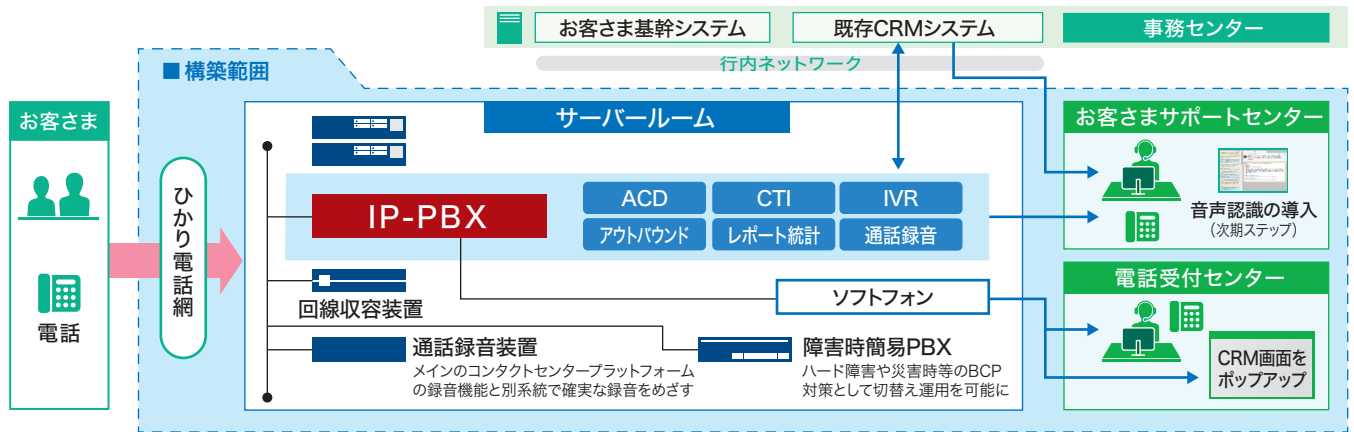 お客さま基幹システム
既存CRMシステム
事務センター
行内ネットワーク
■構築範囲
お客さま
電話
ひかり電話網
サーバールーム
IP-PBX
ACD
CTI
IVR
アウトバウンド
レポート統計
通話録音
回線収容装置
ソフトフォン
通話録音装置
メインのコンタクトセンタープラットフォーム
の録音機能と別系統で確実な録音をめざす
障害時簡易PBX
ハード障害や災害時等のBCP
対策として切替え運用を可能に
お客さまサポートセンター
音声認識の導入
(次期ステップ)
電話受付センター
CRM画面を
ポップアップ